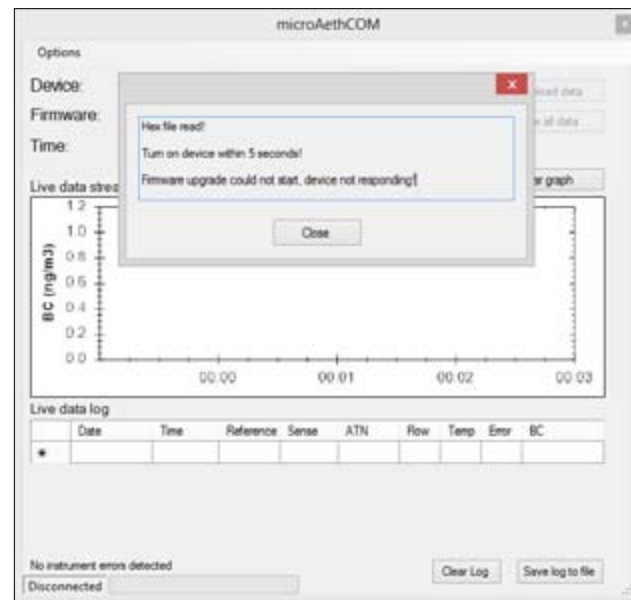 microAethCOM
x
Options
Device:
Firmware:
Time:
x
Hex file read!
Turn on device within 5 seconds!
Firmware upgrade could not start, device not responding!
Close
data
all data
graph
Live data
1.2
1.0
0.8
0.6
0.4
0.2
0.0
BC (ng/m3)
00:00
00:01
00:02
00:03
Live data log
Date Time Reference Sense ATN Flow Temp Error BC
*
No instrument errors detected
Clear Log
Save log to file
Disconnected